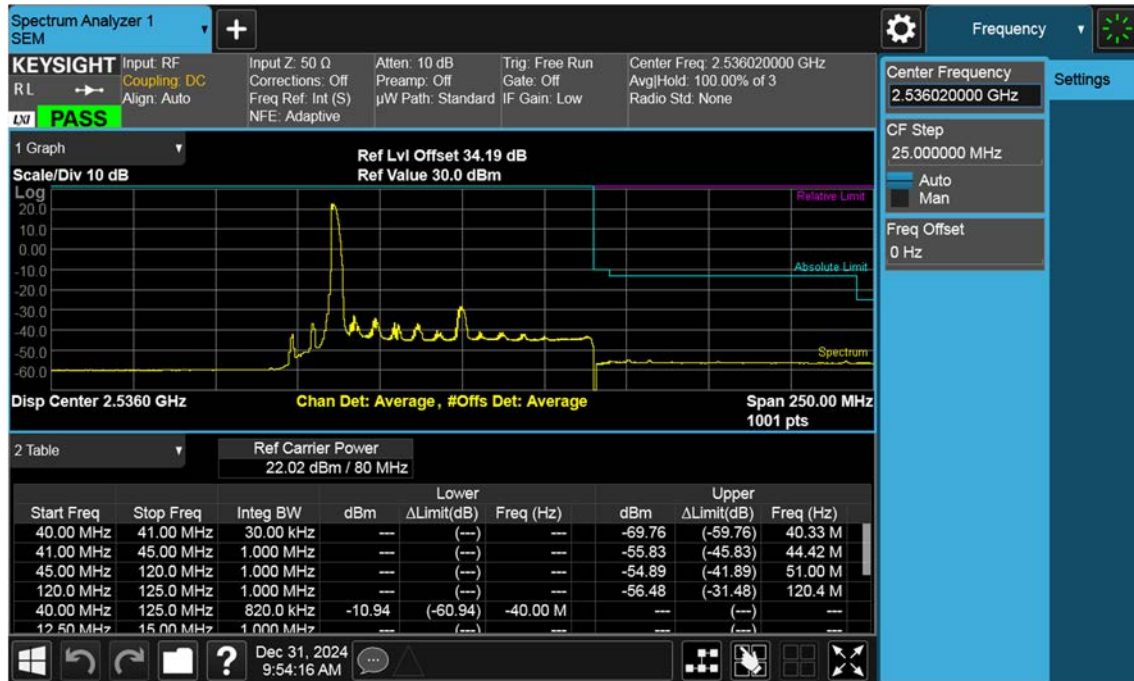 Spectrum Analyzer 1
SEM
+
Frequency
KEYSIGHT
R L
LXI
PASS
Input: RF
Coupling: DC
Align: Auto
Input Z: 50 Ω
Corrections: Off
Freq Ref: Int (S)
NFE: Adaptive
Atten: 10 dB
Preamp: Off
µW Path: Standard
Trig: Free Run
Gate: Off
IF Gain: Low
Center Freq: 2.536020000 GHz
Avg|Hold: 100.00% of 3
Radio Std: None
Center Frequency
2.536020000 GHz
Settings
CF Step
25.000000 MHz
Auto
Man
Freq Offset
0 Hz
1 Graph
Scale/Div 10 dB
Ref Lvl Offset 34.19 dB
Ref Value 30.0 dBm
Log
20.0
10.0
0.00
-10.0
-20.0
-30.0
-40.0
-50.0
-60.0
Relative Limit
Absolute Limit
Spectrum
Disp Center 2.5360 GHz
Chan Det: Average, #Offs Det: Average
Span 250.00 MHz
1001 pts
2 Table
Ref Carrier Power
22.02 dBm / 80 MHz
Lower Upper
Start Freq Stop Freq Integ BW dBm ΔLimit(dB) Freq (Hz) dBm ΔLimit(dB) Freq (Hz)
40.00 MHz 41.00 MHz 30.00 kHz --- (---) --- -69.76 (-59.76) 40.33 M
41.00 MHz 45.00 MHz 1.000 MHz --- (---) --- -55.83 (-45.83) 44.42 M
45.00 MHz 120.0 MHz 1.000 MHz --- (---) --- -54.89 (-41.89) 51.00 M
120.0 MHz 125.0 MHz 1.000 MHz --- (---) --- -56.48 (-31.48) 120.4 M
40.00 MHz 125.0 MHz 820.0 kHz -10.94 (-60.94) -40.00 M --- (---) ---
12.50 MHz 15.00 MHz 1.000 MHz --- (---) --- --- (---) ---
?
Dec 31, 2024
9:54:16 AM